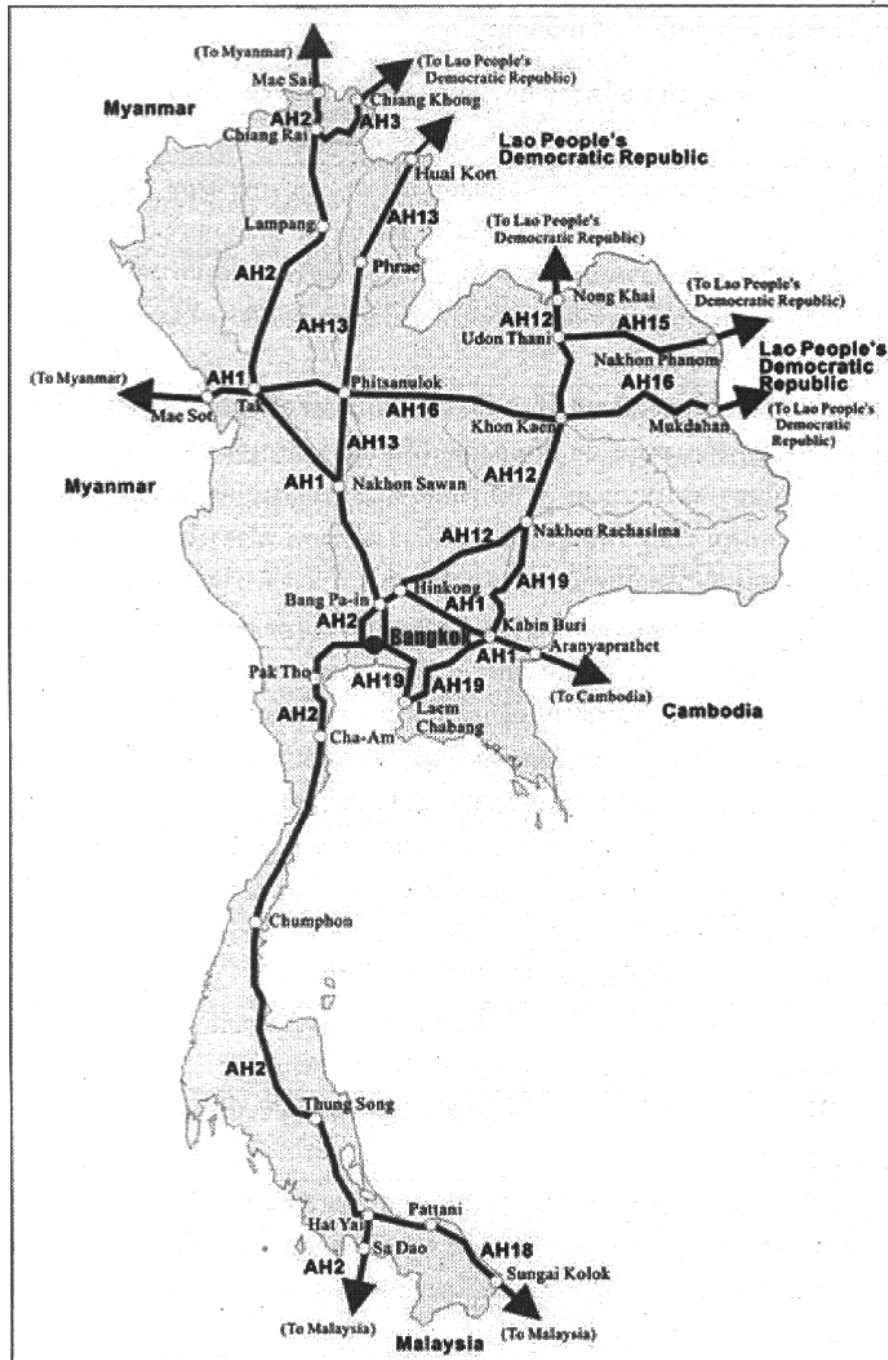 (To Myanmar)
(To Lao People's
Democratic Republic)
Mae Sai
Chiang Khong
Myanmar
AH2
AH3
Chiang Rai
Lao People's
Democratic Republic
Hual Kon
AH13
Lampang
(To Lao People's
Democratic Republic)
Phrae
AH2
Nong Khai
(To Lao People's
Democratic Republic)
AH13
AH12
AH15
Udon Thani
Nakhon Phanom
Lao People's
Democratic
Republic
(To Myanmar)
AH1
Phitsanulok
AH16
Mae Sot
Tak
AH16
Khon Kaen
Mukdahan
(To Lao People's
Democratic
Republic)
AH13
Myanmar
AH1
Nakhon Sawan
AH12
AH12
Nakhon Rachasima
AH19
Hinkong
Bang Pa-in
AH1
AH2
Kabin Buri
Bangkok
AH1
Aranyaprathet
Pak Tho
AH19
AH19
(To Cambodia)
Laem
Chabang
AH2
Cambodia
Cha-Am
Chumphon
AH2
Thung Song
Pattani
Hat Yai
Sa Dao
AH18
AH2
Sungai Kolok
(To Malaysia)
(To Malaysia)
Malaysia